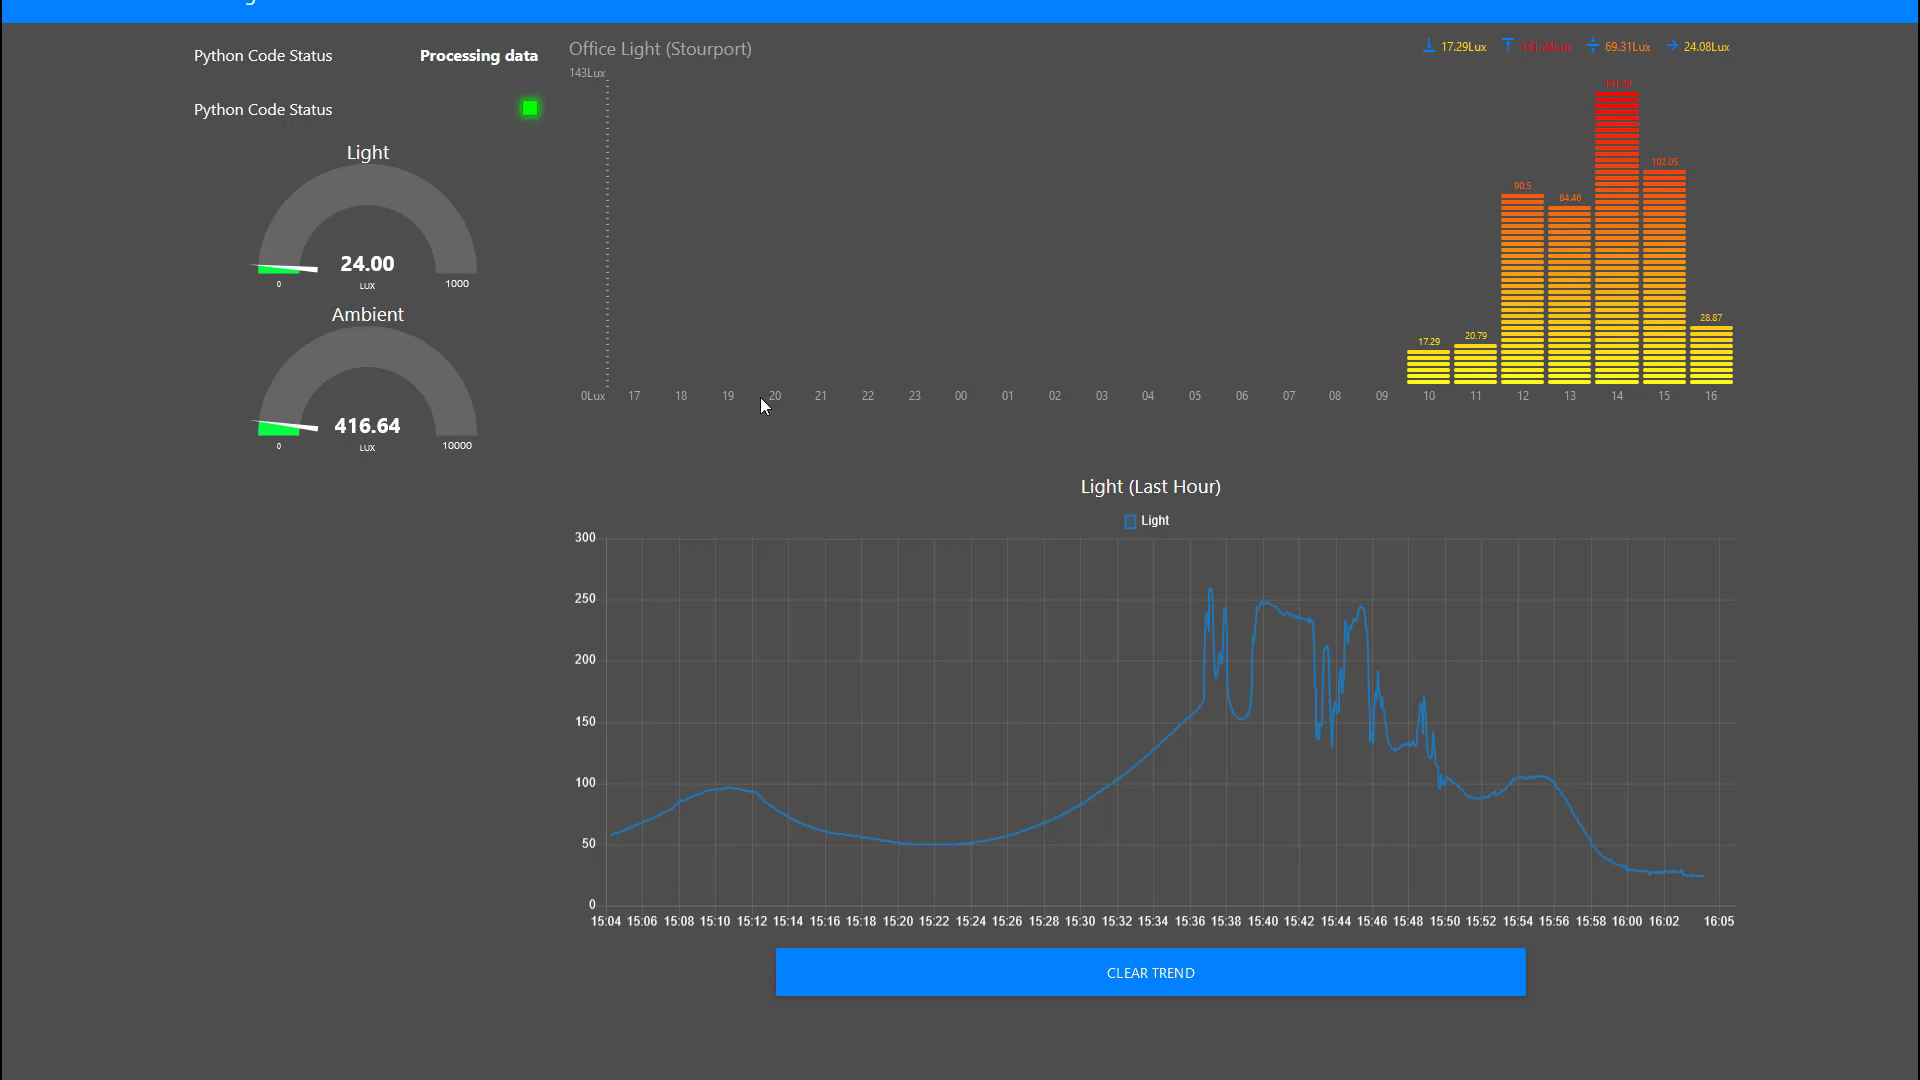 Python Code Status Processing data
Python Code Status
Light
24.00
LUX
0 1000
Ambient
416.64
LUX
0 10000
Office Light (Stourport)
17.29Lux 141.24Lux 69.31Lux 24.08Lux
143Lux
141.24
102.05
90.5
84.46
28.87
20.79
17.29
0Lux 17 18 19 20 21 22 23 00 01 02 03 04 05 06 07 08 09 10 11 12 13 14 15 16
Light (Last Hour)
Light
300
250
200
150
100
50
0
15:04 15:06 15:08 15:10 15:12 15:14 15:16 15:18 15:20 15:22 15:24 15:26 15:28 15:30 15:32 15:34 15:36 15:38 15:40 15:42 15:44 15:46 15:48 15:50 15:52 15:54 15:56 15:58 16:00 16:02 16:05
CLEAR TREND